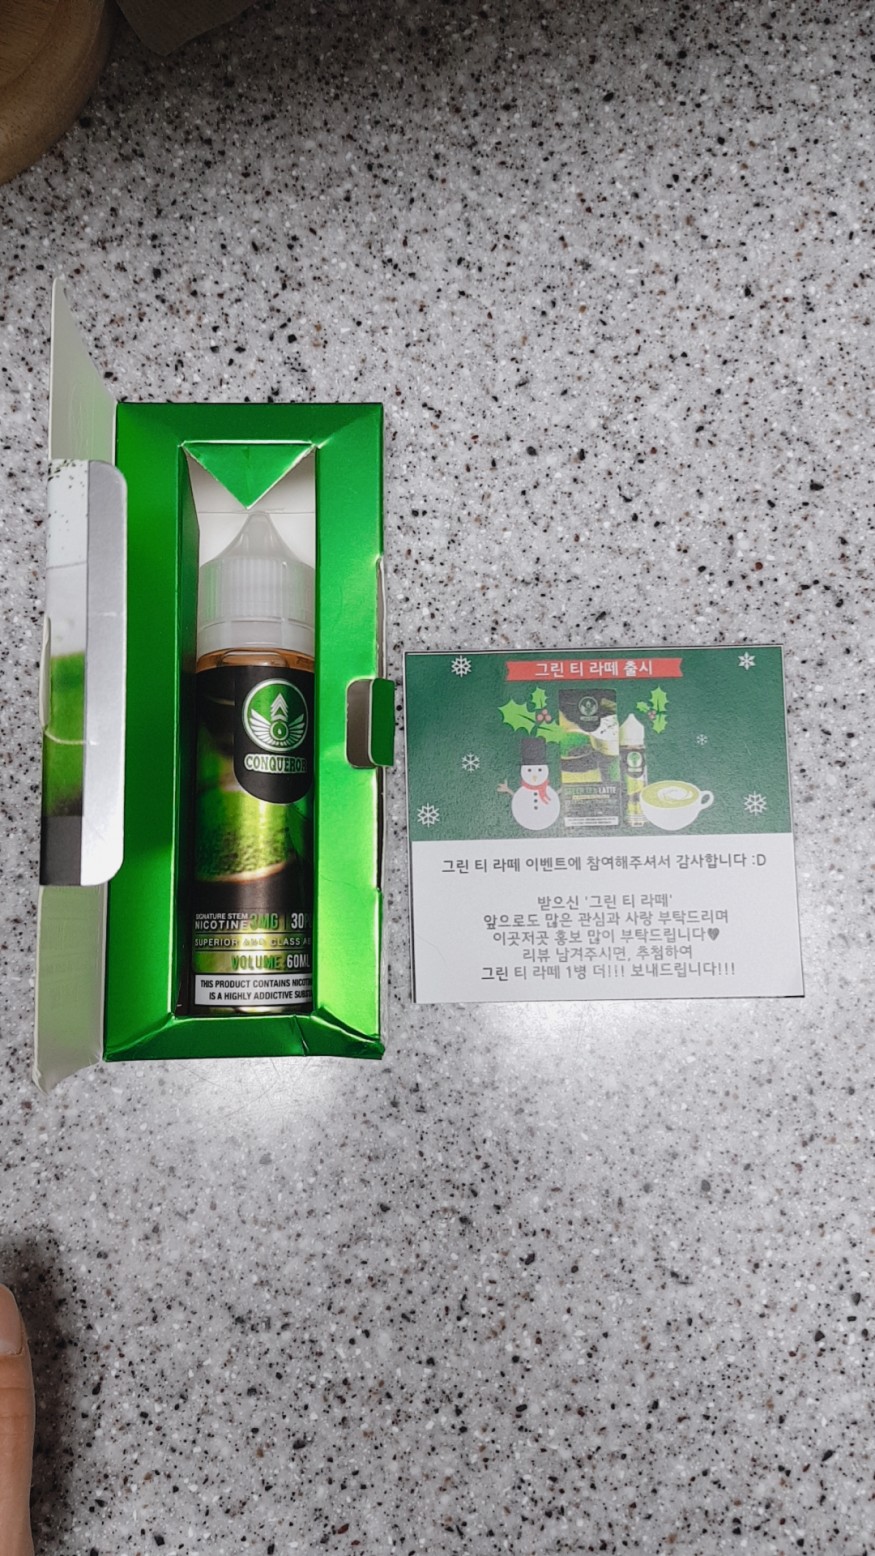 CONQUEROR
SIGNATURE STEM
NICOTINE 3MG | 30P
SUPERIOR AND CLASS A
VOLUME 60ML
THIS PRODUCT CONTAINS NICOTI
IS A HIGHLY ADDICTIVE SUBSTA
그린 티 라떼 출시
그린 티 라떼 이벤트에 참여해주셔서 감사합니다 :D
받으신 '그린 티 라떼'
앞으로도 많은 관심과 사랑 부탁드리며
이곳저곳 홍보 많이 부탁드립니다♥
리뷰 남겨주시면, 추첨하여
그린 티 라떼 1병 더!!! 보내드립니다!!!